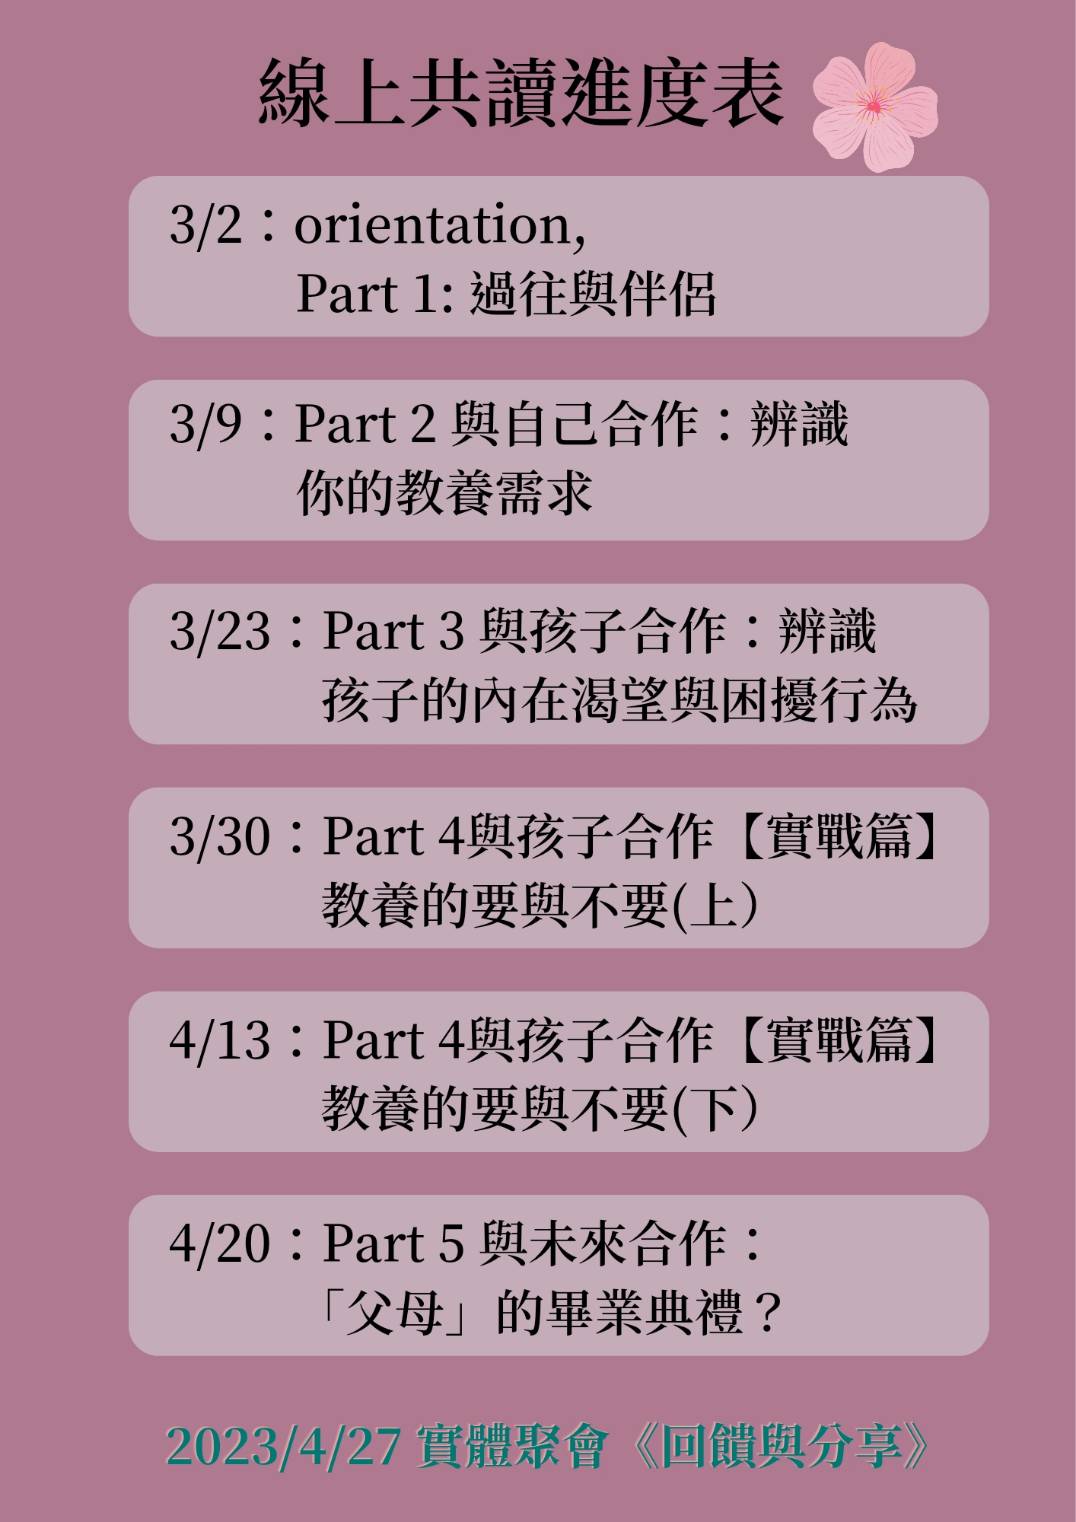 線上共讀進度表
3/2：orientation,
Part 1: 過往與伴侶
3/9：Part 2 與自己合作：辨識
你的教養需求
3/23：Part 3 與孩子合作：辨識
孩子的內在渴望與困擾行為
3/30：Part 4與孩子合作【實戰篇】
教養的要與不要(上）
4/13：Part 4與孩子合作【實戰篇】
教養的要與不要(下）
4/20：Part 5 與未來合作：
「父母」的畢業典禮？
2023/4/27 實體聚會《回饋與分享》